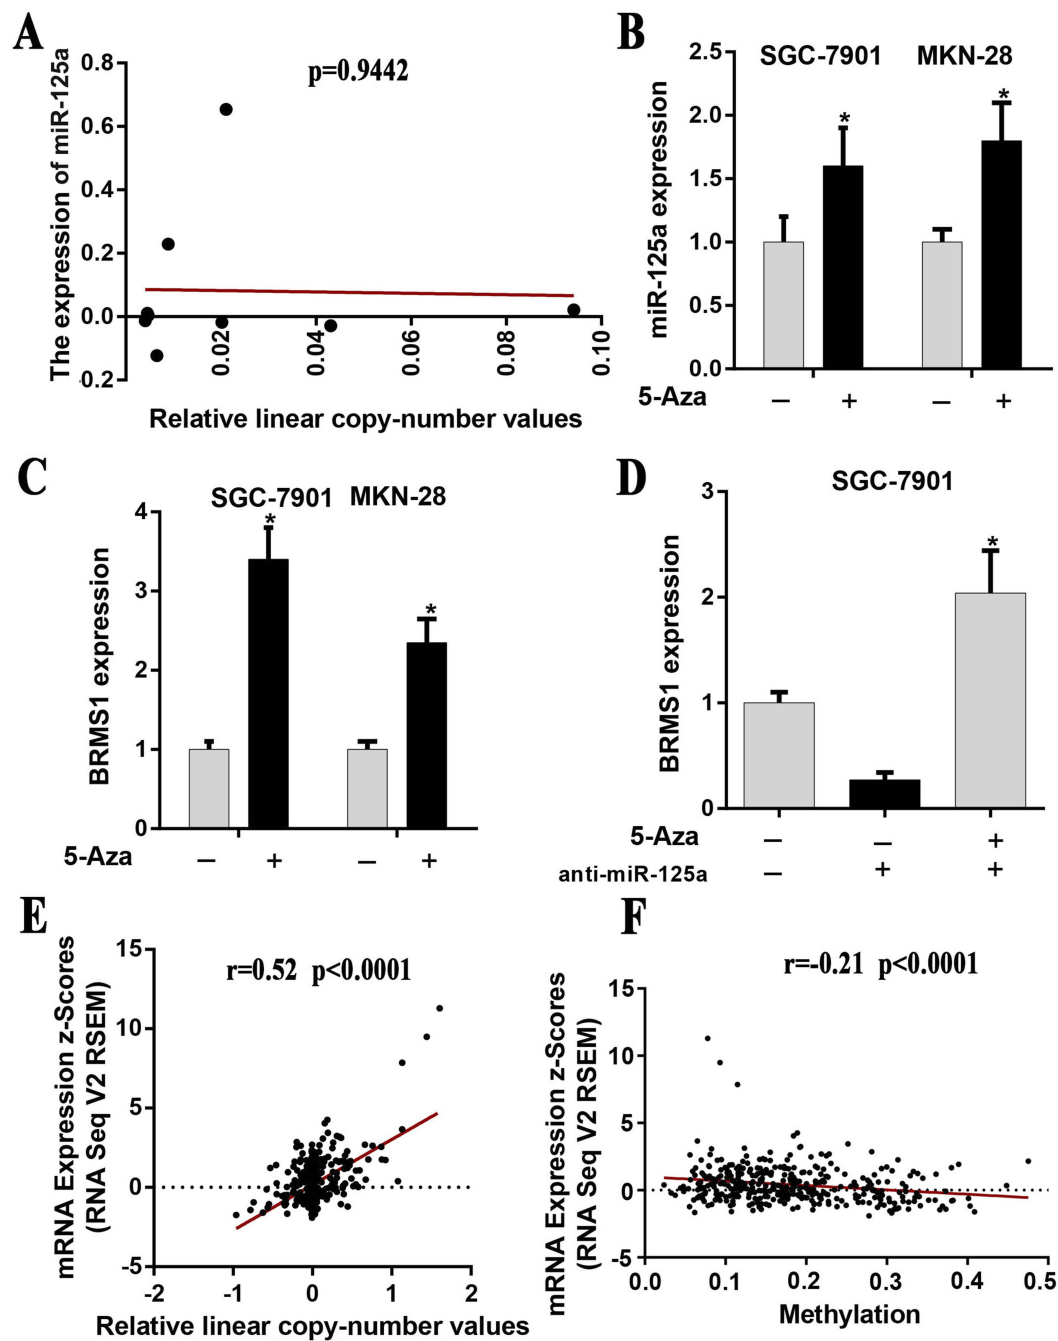 A
The expression of miR-125a
p=0.9442
0.8
0.6
0.4
0.2
0.0
0.2
0.02
0.04
0.06
0.08
0.10
Relative linear copy-number values
B
miR-125a expression
SGC-7901 MKN-28
2.5
2.0
1.5
1.0
0.5
0.0
* *
5-Aza – + – +
C
BRMS1 expression
SGC-7901 MKN-28
4
3
2
1
0
* *
5-Aza – + – +
D
BRMS1 expression
SGC-7901
3
2
1
0
*
5-Aza – – +
anti-miR-125a – + +
E
mRNA Expression z-Scores
(RNA Seq V2 RSEM)
r=0.52 p<0.0001
15
10
5
0
-5
-2 -1 0 1 2
Relative linear copy-number values
F
mRNA Expression z-Scores
(RNA Seq V2 RSEM)
r=-0.21 p<0.0001
15
10
5
0
-5
0.0 0.1 0.2 0.3 0.4 0.5
Methylation